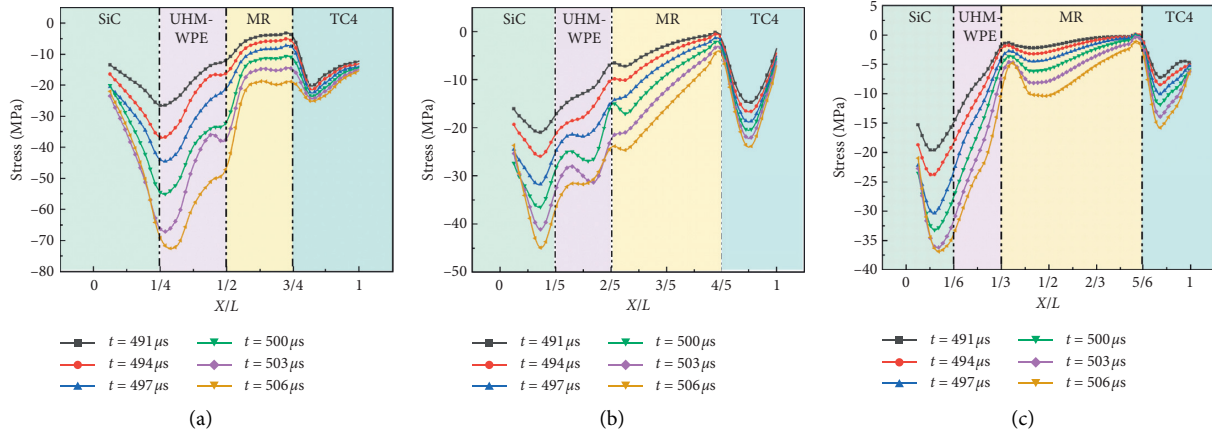 SiC UHM-WPE MR TC4
0
−10
−20
−30
−40
−50
−60
−70
−80
Stress (MPa)
0 1/4 1/2 3/4 1
X/L
t = 491 μs t = 500 μs
t = 494 μs t = 503 μs
t = 497 μs t = 506 μs
(a)
SiC UHM-WPE MR TC4
0
−10
−20
−30
−40
−50
Stress (MPa)
0 1/5 2/5 3/5 4/5 1
X/L
t = 491 μs t = 500 μs
t = 494 μs t = 503 μs
t = 497 μs t = 506 μs
(b)
SiC UHM-WPE MR TC4
5
0
−5
−10
−15
−20
−25
−30
−35
−40
Stress (MPa)
0 1/6 1/3 1/2 2/3 5/6 1
X/L
t = 491 μs t = 500 μs
t = 494 μs t = 503 μs
t = 497 μs t = 506 μs
(c)